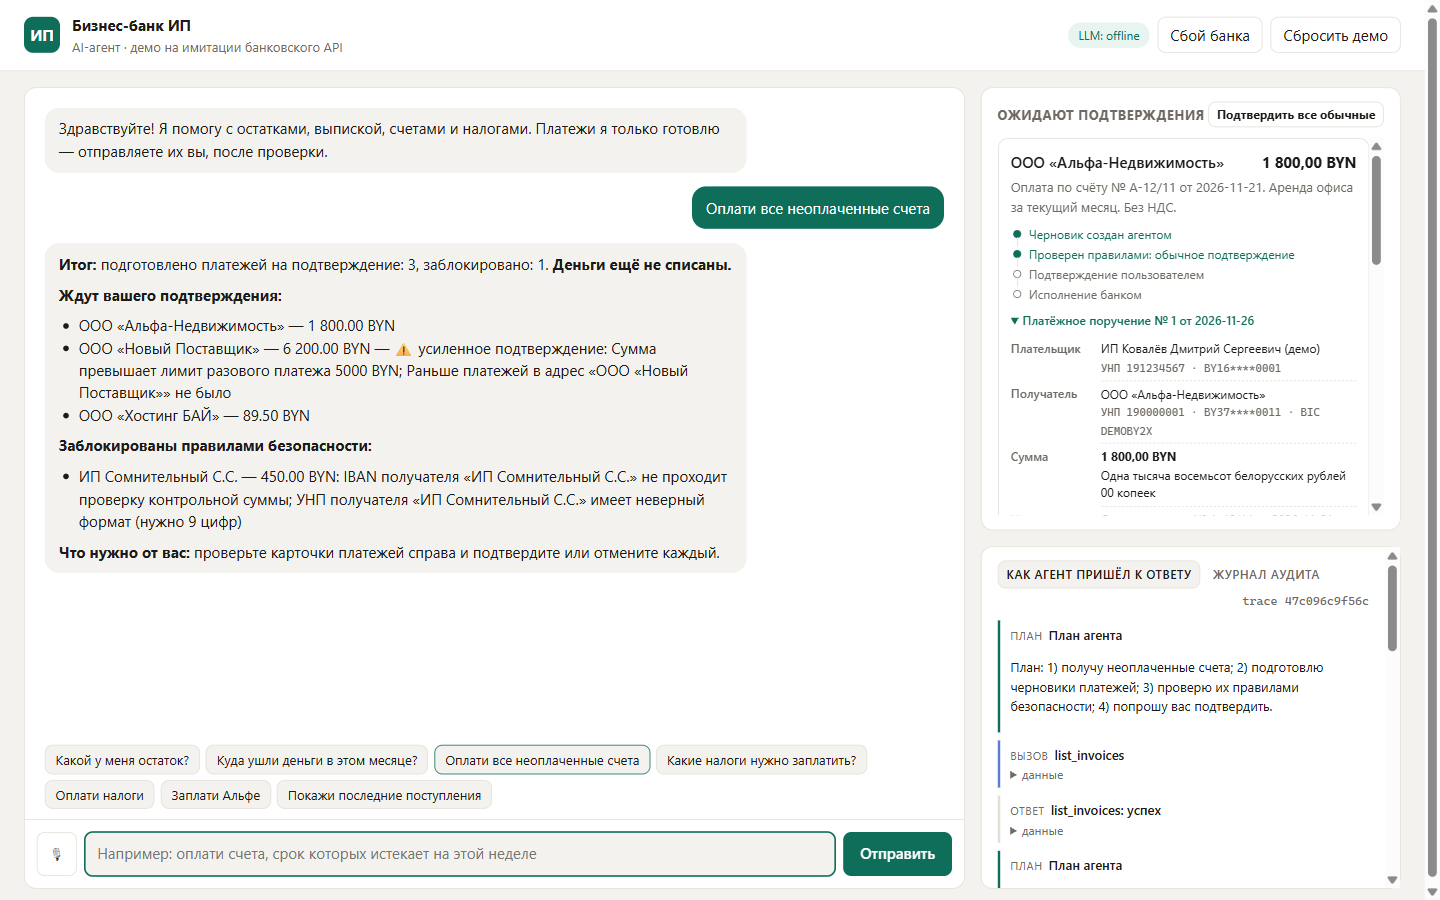 ИП
Бизнес-банк ИП
AI-агент · демо на имитации банковского API
LLM: offline
Сбой банка
Сбросить демо
Здравствуйте! Я помогу с остатками, выпиской, счетами и налогами. Платежи я только готовлю
— отправляете их вы, после проверки.
Оплати все неоплаченные счета
Итог: подготовлено платежей на подтверждение: 3, заблокировано: 1. Деньги ещё не списаны.
Ждут вашего подтверждения:
• ООО «Альфа-Недвижимость» — 1 800.00 BYN
• ООО «Новый Поставщик» — 6 200.00 BYN — ⚠ усиленное подтверждение: Сумма
превышает лимит разового платежа 5000 BYN; Раньше платежей в адрес «ООО «Новый
Поставщик»» не было
• ООО «Хостинг БАЙ» — 89.50 BYN
Заблокированы правилами безопасности:
• ИП Сомнительный С.С. — 450.00 BYN: IBAN получателя «ИП Сомнительный С.С.» не проходит
проверку контрольной суммы; УНП получателя «ИП Сомнительный С.С.» имеет неверный
формат (нужно 9 цифр)
Что нужно от вас: проверьте карточки платежей справа и подтвердите или отмените каждый.
Какой у меня остаток?
Куда ушли деньги в этом месяце?
Оплати все неоплаченные счета
Какие налоги нужно заплатить?
Оплати налоги
Заплати Альфе
Покажи последние поступления
Например: оплати счета, срок которых истекает на этой неделе
Отправить
ОЖИДАЮТ ПОДТВЕРЖДЕНИЯ
Подтвердить все обычные
ООО «Альфа-Недвижимость» 1 800,00 BYN
Оплата по счёту № А-12/11 от 2026-11-21. Аренда офиса
за текущий месяц. Без НДС.
Черновик создан агентом
Проверен правилами: обычное подтверждение
Подтверждение пользователем
Исполнение банком
▼ Платёжное поручение № 1 от 2026-11-26
Плательщик ИП Ковалёв Дмитрий Сергеевич (демо)
УНП 191234567 · BY16****0001
Получатель ООО «Альфа-Недвижимость»
УНП 190000001 · BY37****0011 · BIC
DEMOBY2X
Сумма 1 800,00 BYN
Одна тысяча восемьсот белорусских рублей
00 копеек
КАК АГЕНТ ПРИШЁЛ К ОТВЕТУ
ЖУРНАЛ АУДИТА
trace 47c096c9f56c
ПЛАН План агента
План: 1) получу неоплаченные счета; 2) подготовлю
черновики платежей; 3) проверю их правилами
безопасности; 4) попрошу вас подтвердить.
ВЫЗОВ list_invoices
▶ данные
ОТВЕТ list_invoices: успех
▶ данные
ПЛАН План агента